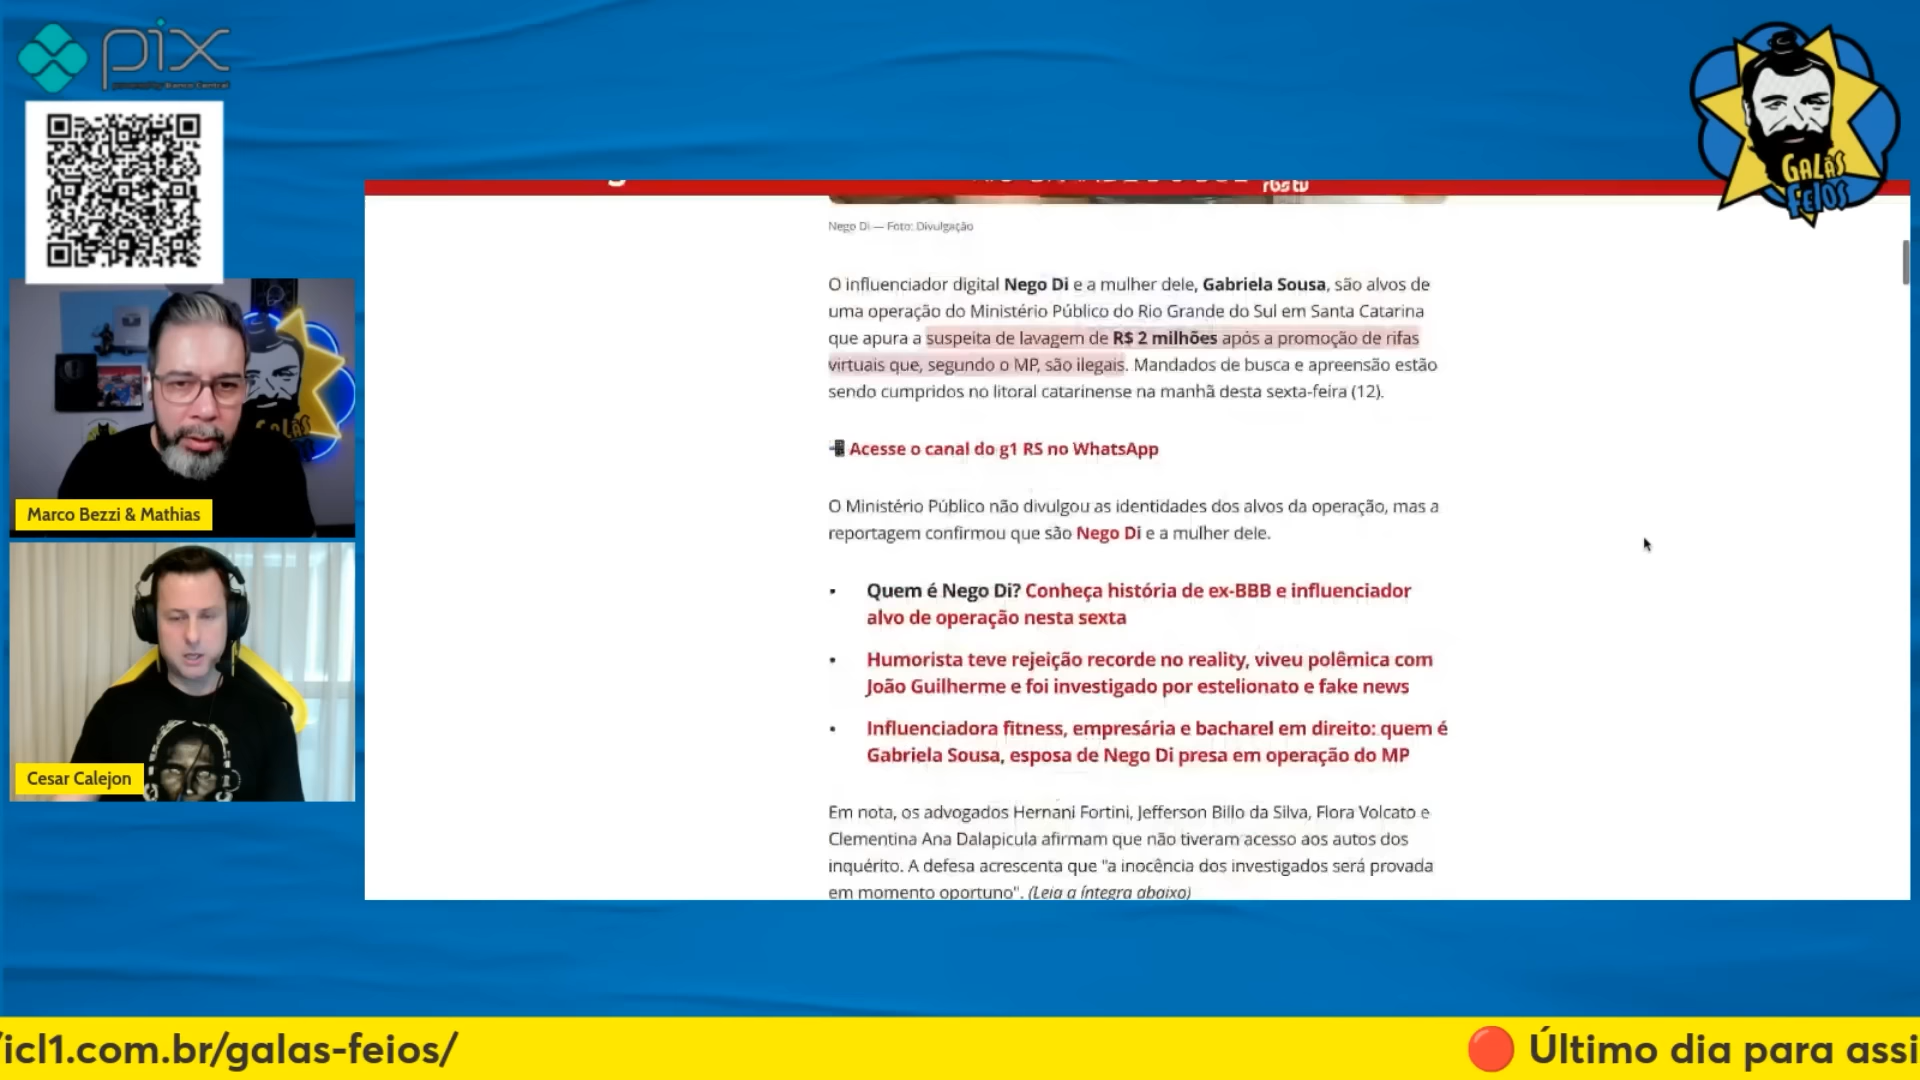 pix
powered by Banco Central
GALÃS
FEIOS
Nego Di — Foto: Divulgação
O influenciador digital Nego Di e a mulher dele, Gabriela Sousa, são alvos de
uma operação do Ministério Público do Rio Grande do Sul em Santa Catarina
que apura a suspeita de lavagem de R$ 2 milhões após a promoção de rifas
virtuais que, segundo o MP, são ilegais. Mandados de busca e apreensão estão
sendo cumpridos no litoral catarinense na manhã desta sexta-feira (12).
Acesse o canal do g1 RS no WhatsApp
O Ministério Público não divulgou as identidades dos alvos da operação, mas a
reportagem confirmou que são Nego Di e a mulher dele.
• Quem é Nego Di? Conheça história de ex-BBB e influenciador
alvo de operação nesta sexta
• Humorista teve rejeição recorde no reality, viveu polêmica com
João Guilherme e foi investigado por estelionato e fake news
• Influenciadora fitness, empresária e bacharel em direito: quem é
Gabriela Sousa, esposa de Nego Di presa em operação do MP
Em nota, os advogados Hernani Fortini, Jefferson Billo da Silva, Flora Volcato e
Clementina Ana Dalapicula afirmam que não tiveram acesso aos autos dos
inquérito. A defesa acrescenta que "a inocência dos investigados será provada
em momento oportuno". (Leia a íntegra abaixo)
GALÃS
Marco Bezzi & Mathias
Cesar Calejon
/icl1.com.br/galas-feios/
Último dia para assi